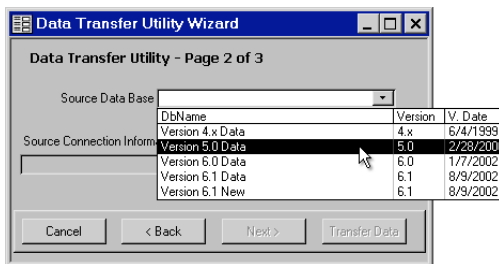 Data Transfer Utility Wizard
Data Transfer Utility - Page 2 of 3
Source Data Base
DbName Version V. Date
Version 4.x Data 4.x 6/4/1999
Version 5.0 Data 5.0 2/28/200
Source Connection Inform
Version 6.0 Data 6.0 1/7/2002
Version 6.1 Data 6.1 8/9/2002
Version 6.1 New 6.1 8/9/2002
Cancel < Back Next > Transfer Data